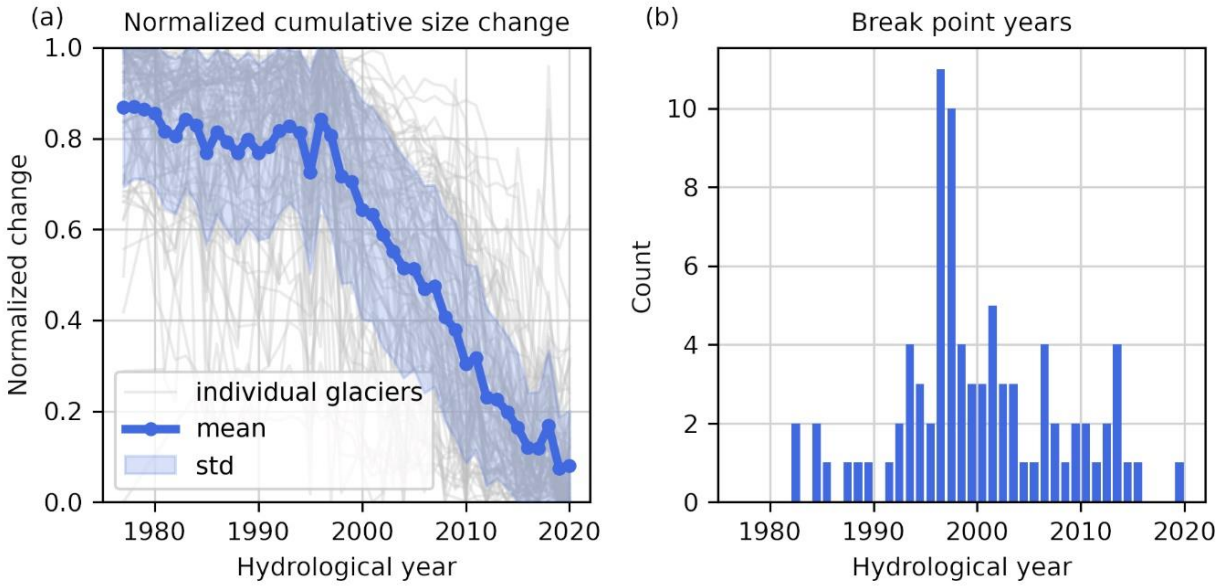 (a) Normalized cumulative size change
1.0
0.8
0.6
0.4
0.2
0.0
Normalized change
individual glaciers
mean
std
1980 1990 2000 2010 2020
Hydrological year
(b) Break point years
10
8
6
4
2
0
Count
1980 1990 2000 2010 2020
Hydrological year